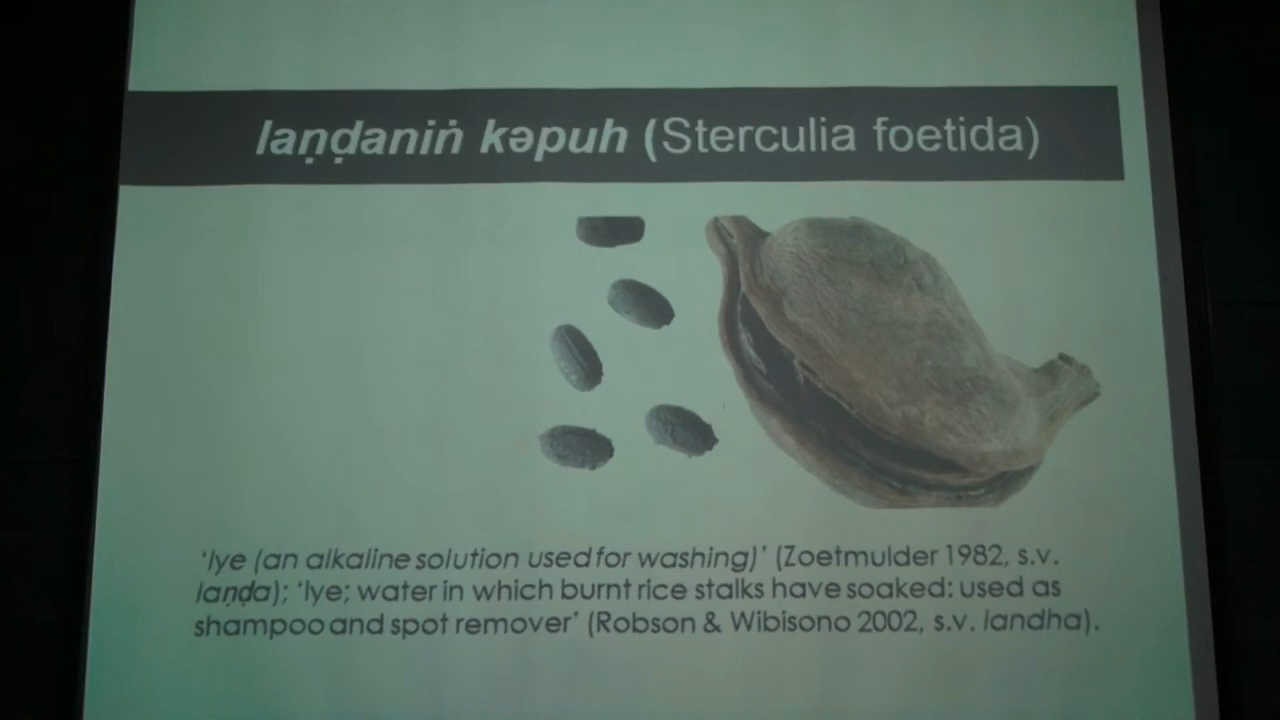 laṇḍaniṅ kəpuh (Sterculia foetida)
‘lye (an alkaline solution used for washing)’ (Zoetmulder 1982, s.v.
laṇḍa); ‘lye; water in which burnt rice stalks have soaked: used as
shampoo and spot remover’ (Robson & Wibisono 2002, s.v. landha).